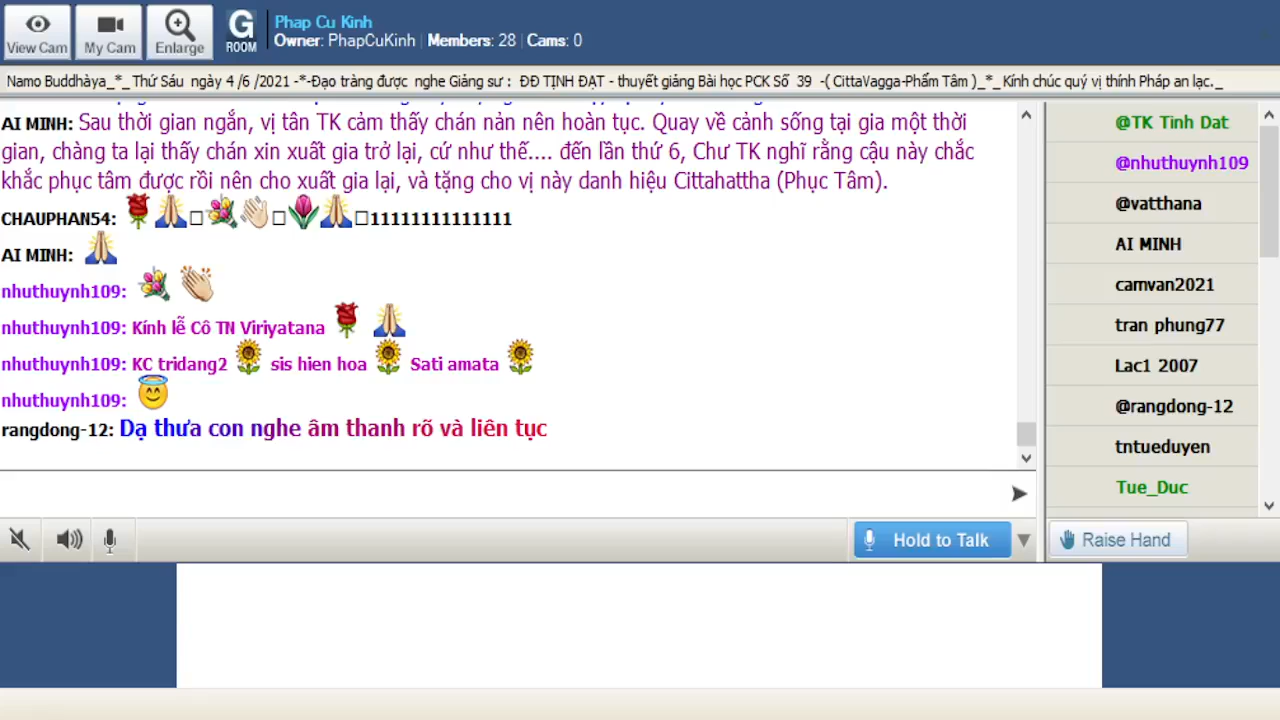 View Cam
My Cam
Enlarge
G
ROOM
Phap Cu Kinh
Owner: PhapCuKinh | Members: 28 | Cams: 0
Namo Buddhàya_*_ Thứ Sáu ngày 4 /6 /2021 -*-Đạo tràng được nghe Giảng sư : ĐĐ TỊNH ĐẠT - thuyết giảng Bài học PCK Số 39 -( CittaVagga-Phẩm Tâm )_*_ Kính chúc quý vị thính Pháp an lạc._
AI MINH: Sau thời gian ngắn, vị tân TK cảm thấy chán nản nên hoàn tục. Quay về cảnh sống tại gia một thời
gian, chàng ta lại thấy chán xin xuất gia trở lại, cứ như thế.... đến lần thứ 6, Chư TK nghĩ rằng cậu này chắc
khắc phục tâm được rồi nên cho xuất gia lại, và tặng cho vị này danh hiệu Cittahattha (Phục Tâm).
CHAUPHAN54: 🌹🙏💐👏🌷🙏11111111111111
AI MINH: 🙏
nhuthuynh109: 💐 👏
nhuthuynh109: Kính lễ Cô TN Viriyatana 🌹 🙏
nhuthuynh109: KC tridang2 🌻 sis hien hoa 🌻 Sati amata 🌻
nhuthuynh109: 😇
rangdong-12: Dạ thưa con nghe âm thanh rõ và liên tục
@TK Tinh Dat
@nhuthuynh109
@vatthana
AI MINH
camvan2021
tran phung77
Lac1 2007
@rangdong-12
tntueduyen
Tue_Duc
Hold to Talk
Raise Hand